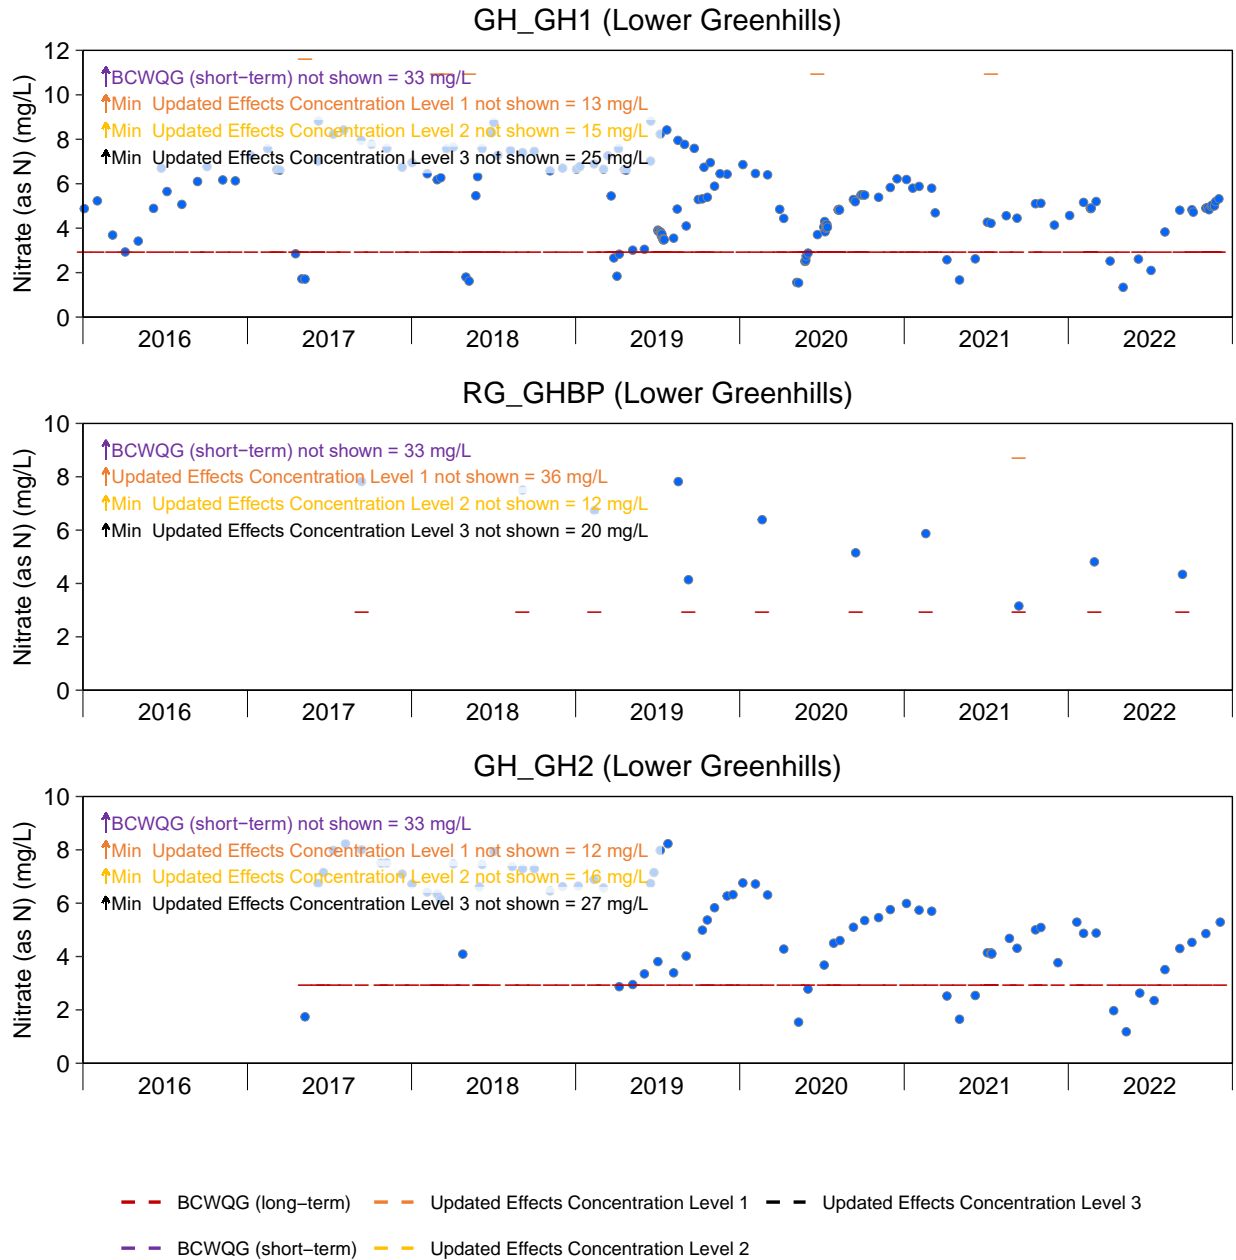 GH_GH1 (Lower Greenhills)
Nitrate (as N) (mg/L)
12
10
8
6
4
2
0
↑BCWQG (short−term) not shown = 33 mg/L
↑Min Updated Effects Concentration Level 1 not shown = 13 mg/L
↑Min Updated Effects Concentration Level 2 not shown = 15 mg/L
↑Min Updated Effects Concentration Level 3 not shown = 25 mg/L
2016 2017 2018 2019 2020 2021 2022
RG_GHBP (Lower Greenhills)
Nitrate (as N) (mg/L)
10
8
6
4
2
0
↑BCWQG (short−term) not shown = 33 mg/L
↑Updated Effects Concentration Level 1 not shown = 36 mg/L
↑Min Updated Effects Concentration Level 2 not shown = 12 mg/L
↑Min Updated Effects Concentration Level 3 not shown = 20 mg/L
2016 2017 2018 2019 2020 2021 2022
GH_GH2 (Lower Greenhills)
Nitrate (as N) (mg/L)
10
8
6
4
2
0
↑BCWQG (short−term) not shown = 33 mg/L
↑Min Updated Effects Concentration Level 1 not shown = 12 mg/L
↑Min Updated Effects Concentration Level 2 not shown = 16 mg/L
↑Min Updated Effects Concentration Level 3 not shown = 27 mg/L
2016 2017 2018 2019 2020 2021 2022
BCWQG (long−term) Updated Effects Concentration Level 1 Updated Effects Concentration Level 3
BCWQG (short−term) Updated Effects Concentration Level 2